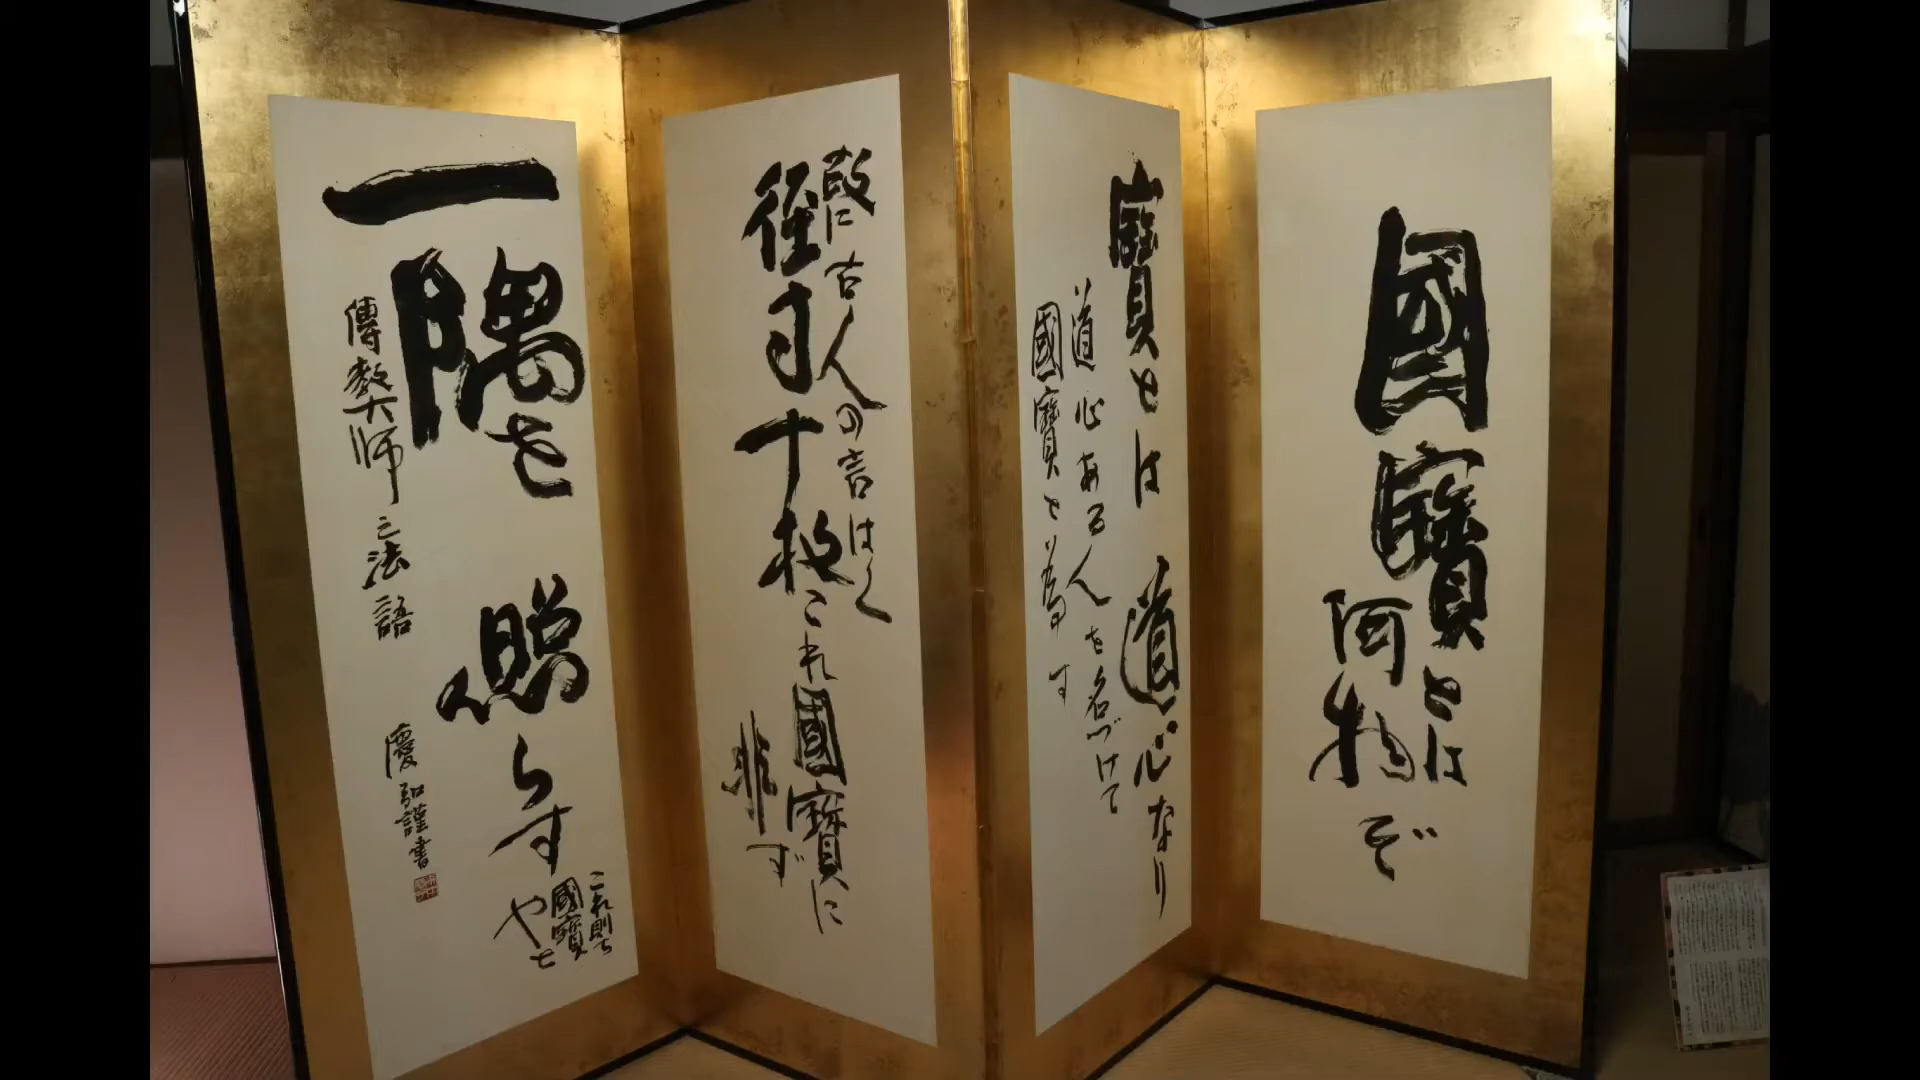 國寶とは
何物ぞ
寶とは 道心なり
道心ある人を名づけて
國寶と為す
故に古人の言はく
径寸十枚これ國寶に
非ず
一隅を 照らす
これ則ち
國寶やと
傳教大師之法語
慶弘謹書